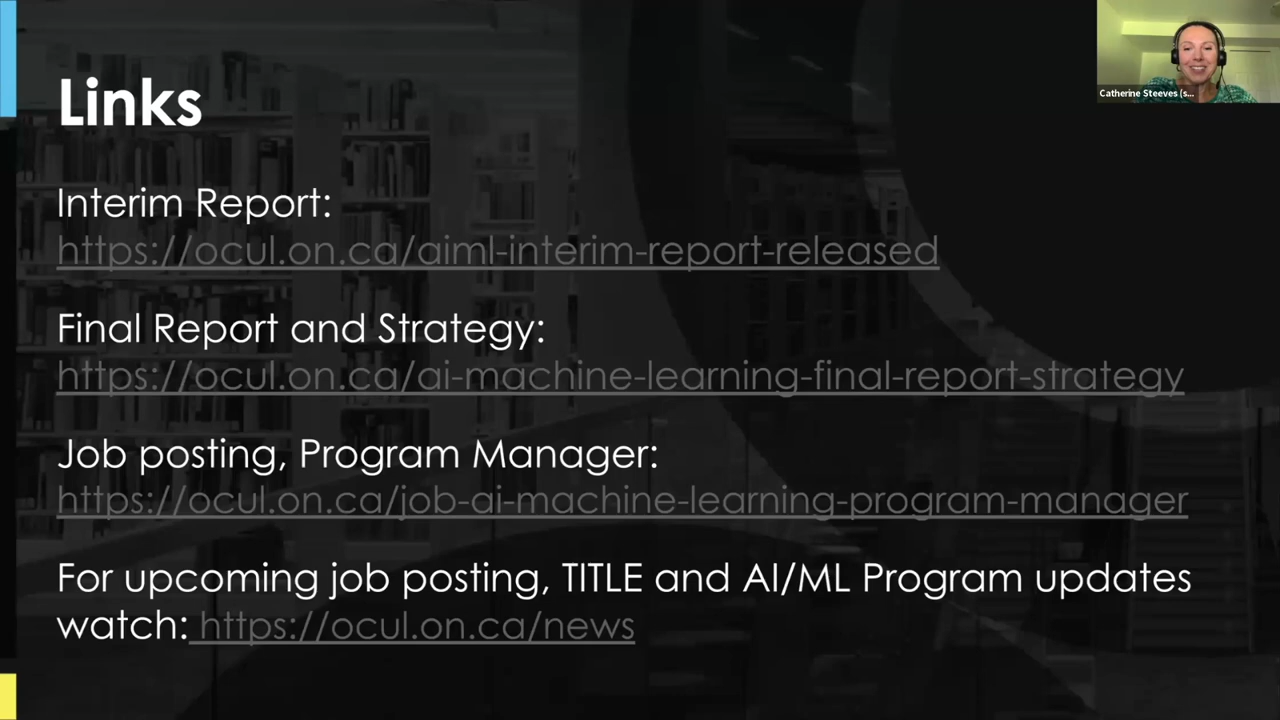 Links
Interim Report:
https://ocul.on.ca/aiml-interim-report-released
Final Report and Strategy:
https://ocul.on.ca/ai-machine-learning-final-report-strategy
Job posting, Program Manager:
https://ocul.on.ca/job-ai-machine-learning-program-manager
For upcoming job posting, TITLE and AI/ML Program updates
watch: https://ocul.on.ca/news
Catherine Steeves (s...